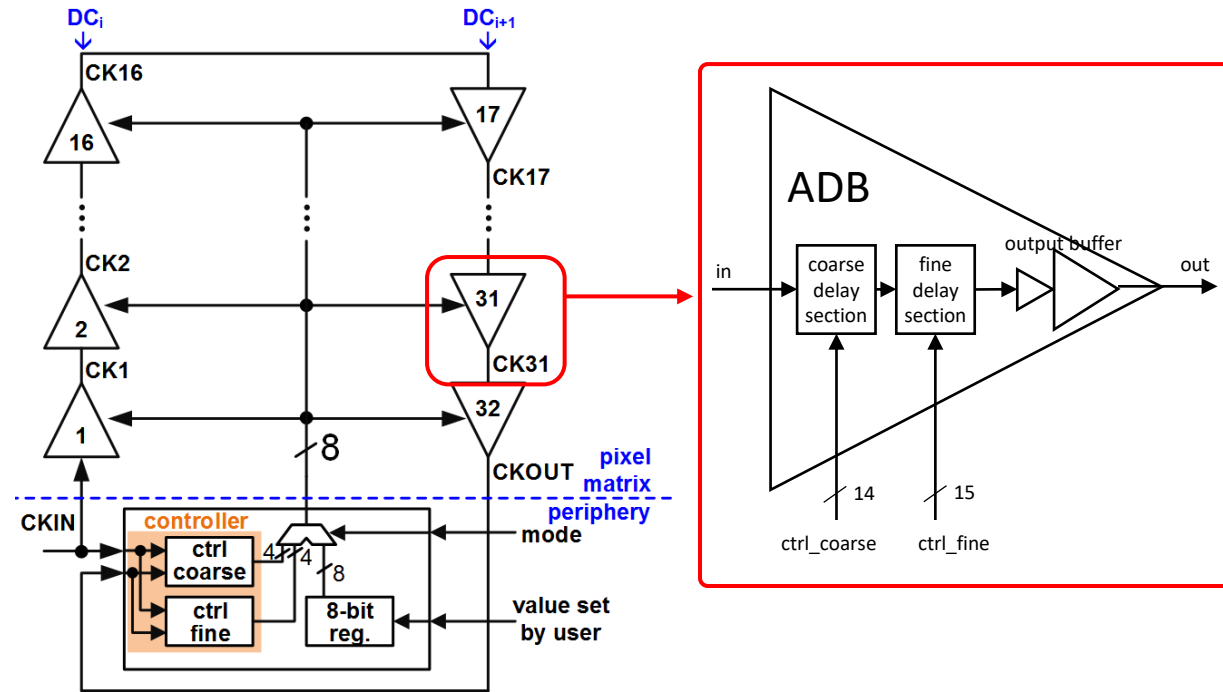 DCi
DCi+1
CK16
16
17
CK17
CK2
2
31
CK1
CK31
1
32
8
CKOUT
pixel
matrix
periphery
CKIN
controller
ctrl
coarse
4
4
8
mode
ctrl
fine
8-bit
reg.
value set
by user
ADB
output buffer
in
coarse
delay
section
fine
delay
section
out
14
15
ctrl_coarse
ctrl_fine